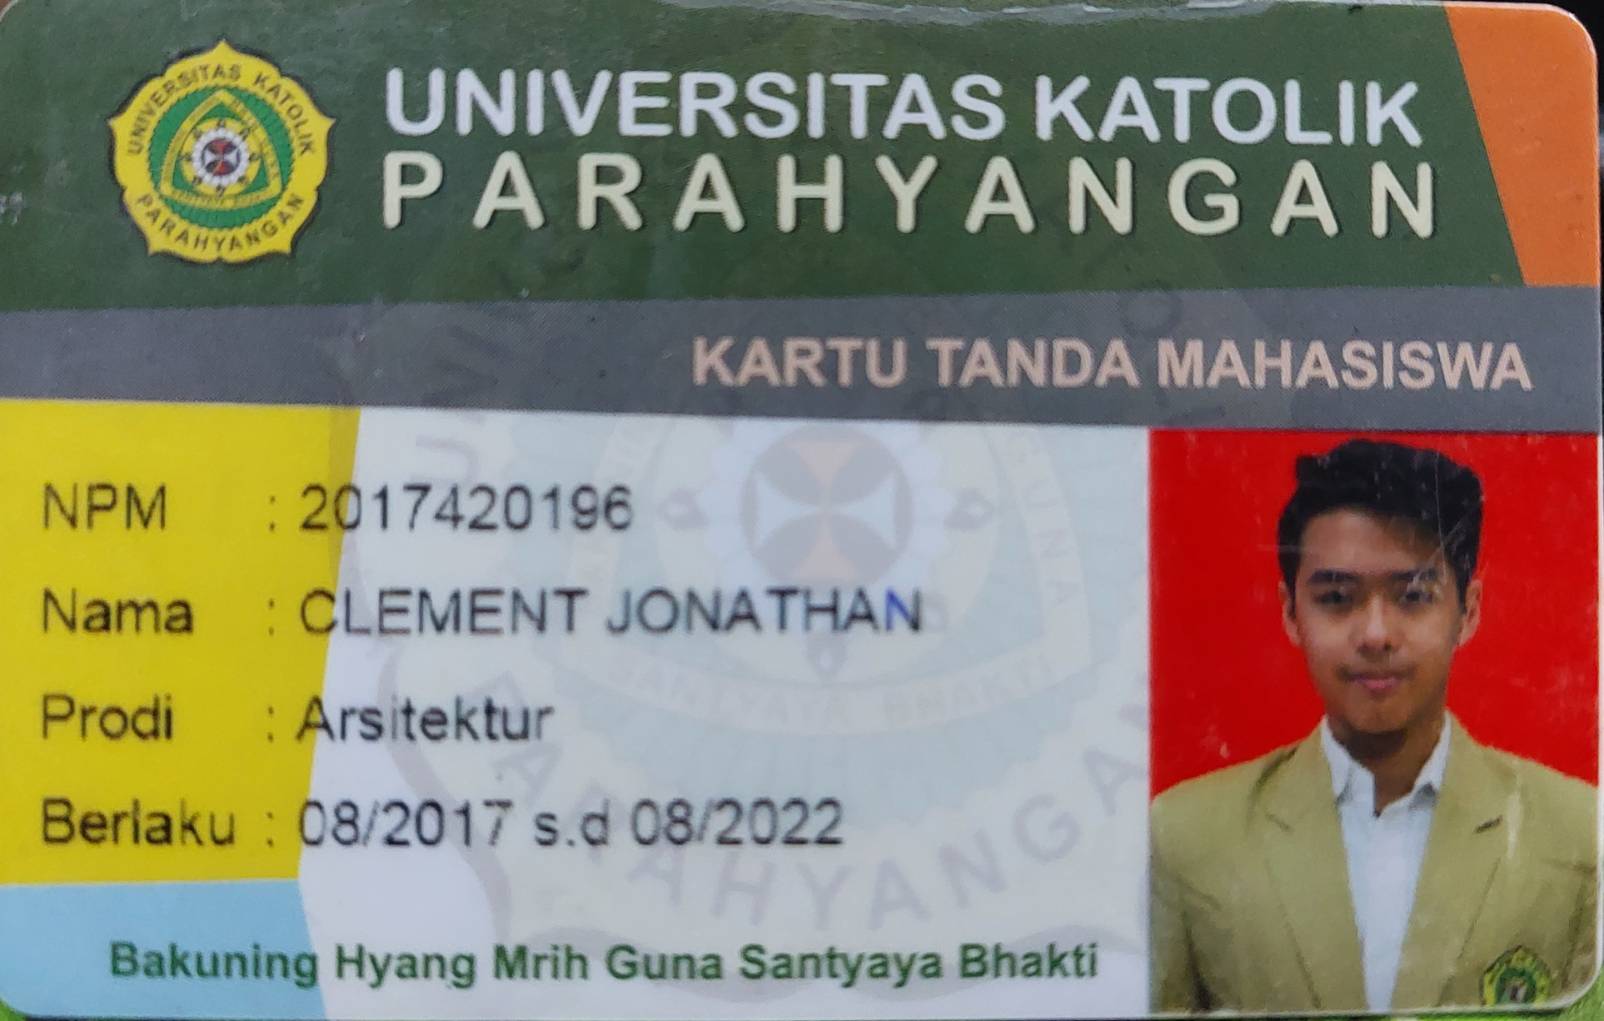 UNIVERSITAS KATOLIK
PARAHYANGAN
UNIVERSITAS KATOLIK
PARAHYANGAN
KARTU TANDA MAHASISWA
NPM : 2017420196
Nama : CLEMENT JONATHAN
Prodi : Arsitektur
Berlaku : 08/2017 s.d 08/2022
Bakuning Hyang Mrih Guna Santyaya Bhakti